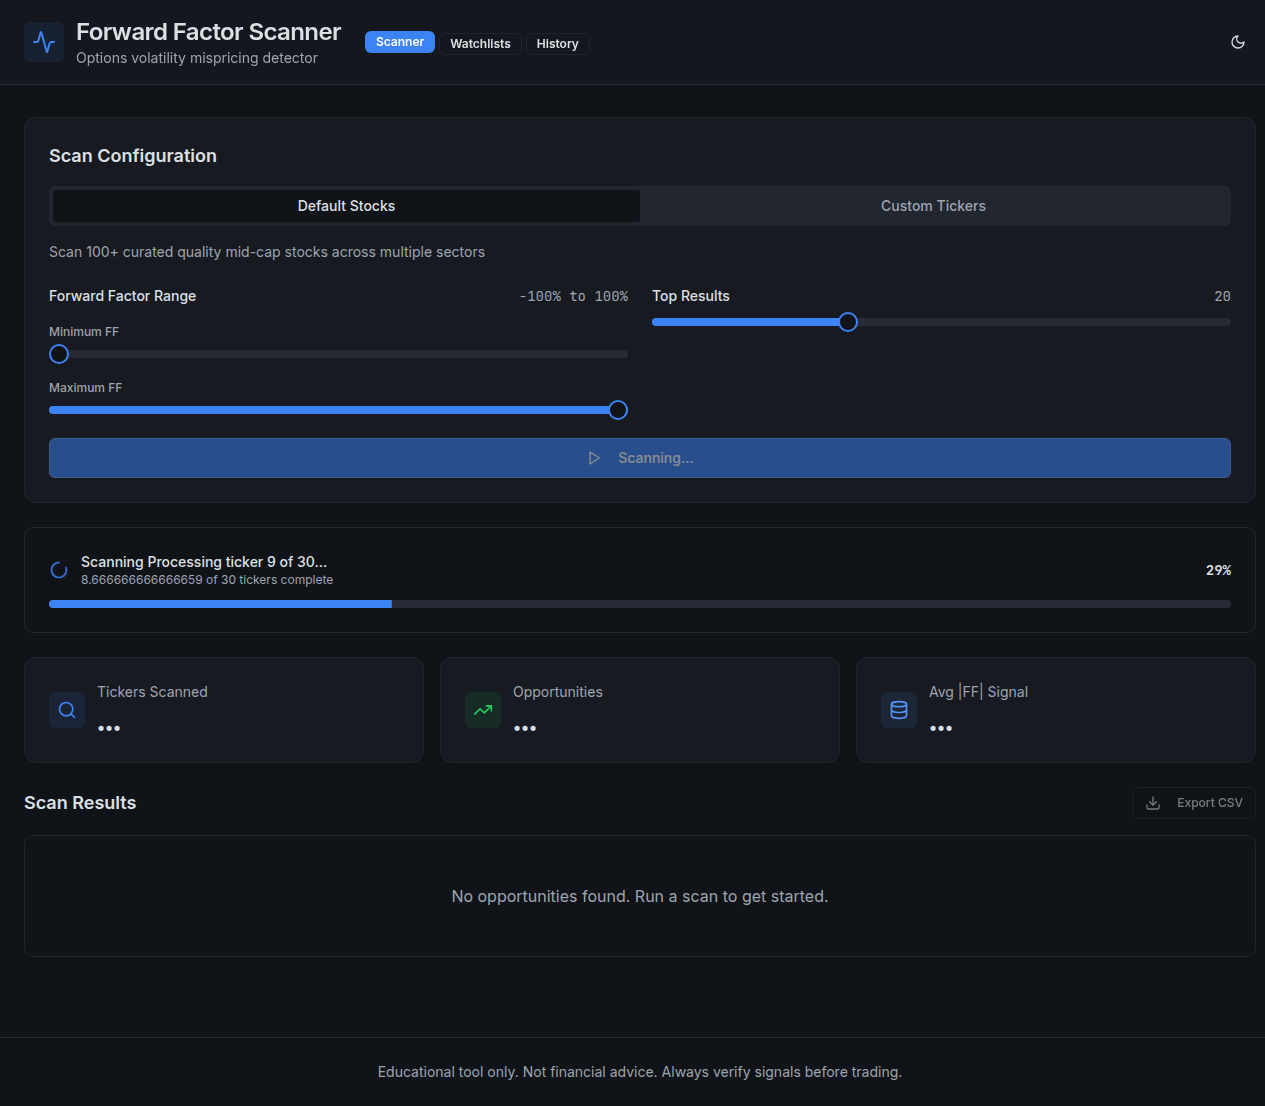 Forward Factor Scanner
Options volatility mispricing detector
Scanner
Watchlists
History
Scan Configuration
Default Stocks
Custom Tickers
Scan 100+ curated quality mid-cap stocks across multiple sectors
Forward Factor Range
-100% to 100%
Minimum FF
Maximum FF
Top Results
20
Scanning...
Scanning Processing ticker 9 of 30...
8.666666666666659 of 30 tickers complete
29%
Tickers Scanned
•••
Opportunities
•••
Avg |FF| Signal
•••
Scan Results
Export CSV
No opportunities found. Run a scan to get started.
Educational tool only. Not financial advice. Always verify signals before trading.